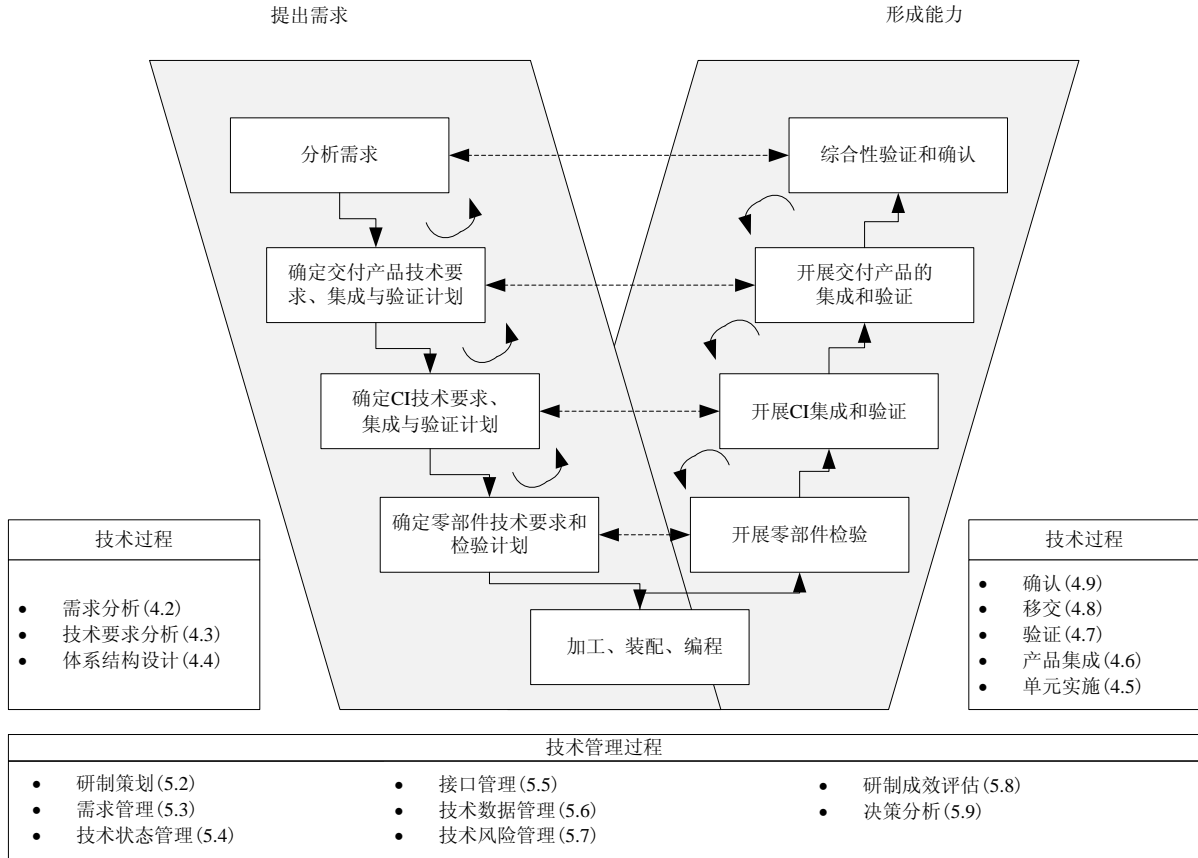 提出需求
形成能力
分析需求
综合性验证和确认
确定交付产品技术要
求、集成与验证计划
开展交付产品的
集成和验证
确定CI技术要求、
集成与验证计划
开展CI集成和验证
确定零部件技术要求和
检验计划
开展零部件检验
加工、装配、编程
技术过程
• 需求分析(4.2)
• 技术要求分析(4.3)
• 体系结构设计(4.4)
技术过程
• 确认(4.9)
• 移交(4.8)
• 验证(4.7)
• 产品集成(4.6)
• 单元实施(4.5)
技术管理过程
• 研制策划(5.2)
• 需求管理(5.3)
• 技术状态管理(5.4)
• 接口管理(5.5)
• 技术数据管理(5.6)
• 技术风险管理(5.7)
• 研制成效评估(5.8)
• 决策分析(5.9)